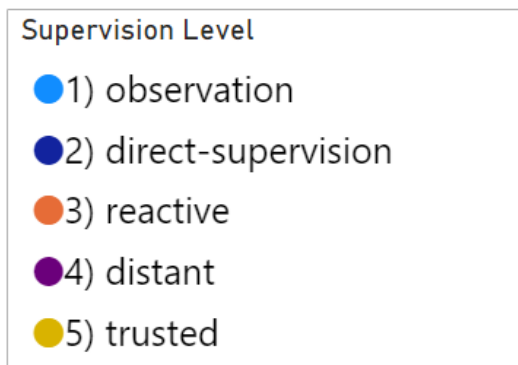 Supervision Level
1) observation
2) direct-supervision
3) reactive
4) distant
5) trusted